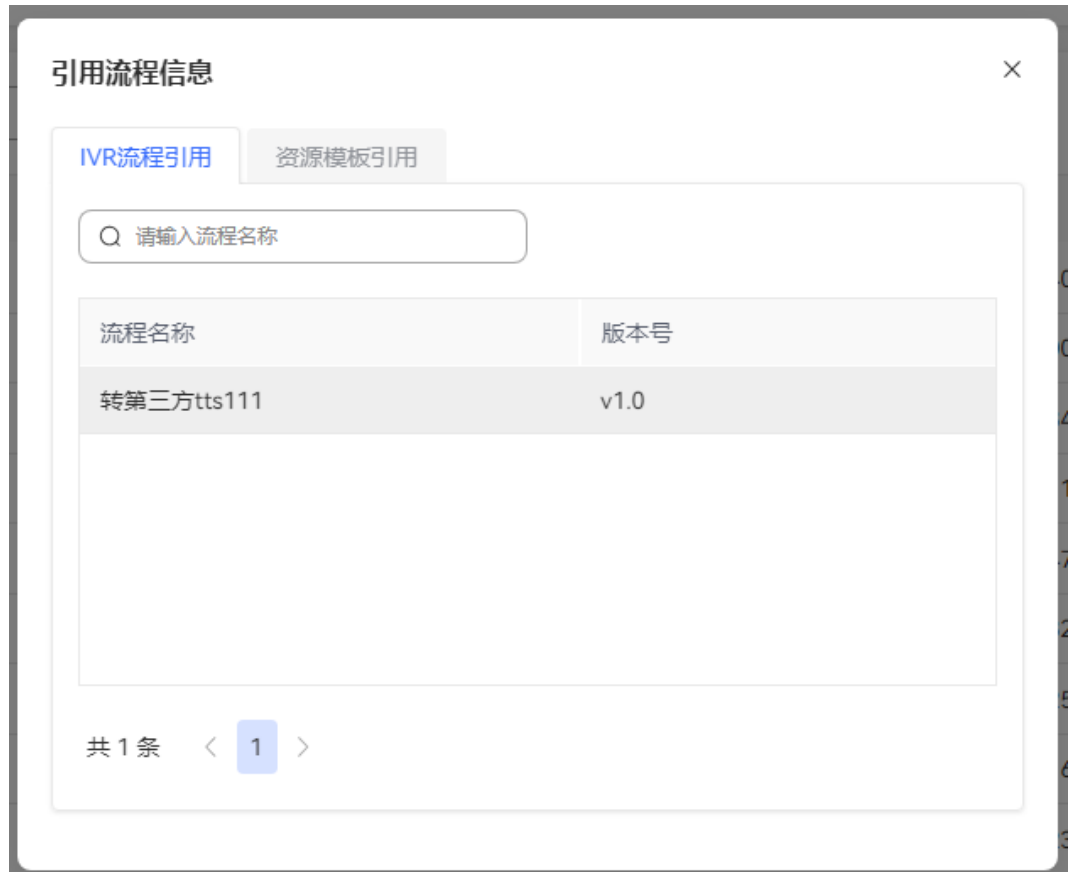 引用流程信息
IVR流程引用 资源模板引用
请输入流程名称
流程名称 版本号
转第三方tts111 v1.0
共 1 条 1